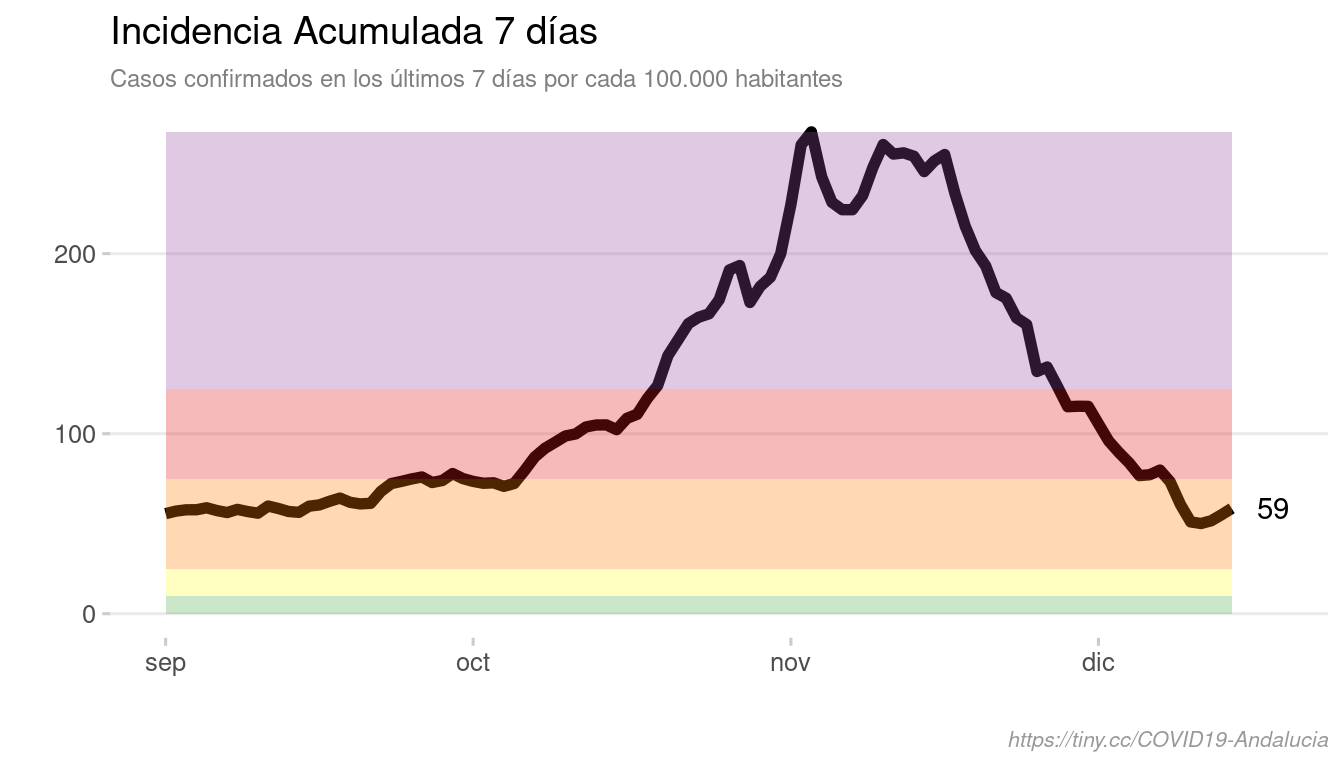 Incidencia Acumulada 7 días
Casos confirmados en los últimos 7 días por cada 100.000 habitantes
200
100
59
0
sep oct nov dic
https://tiny.cc/COVID19-Andalucia